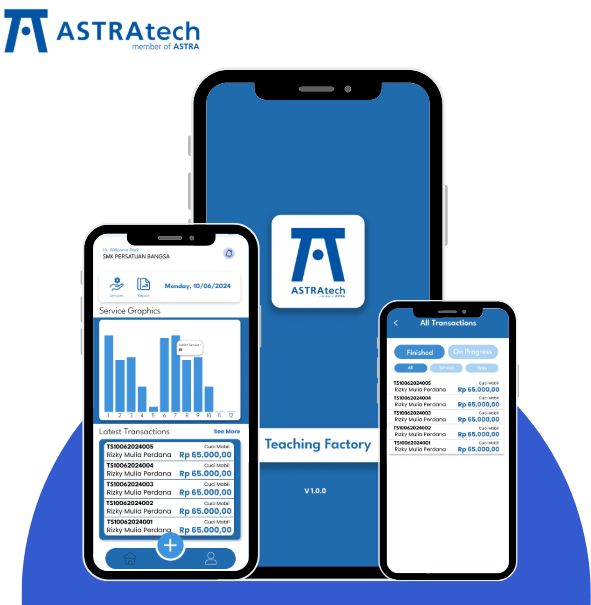 ASTRAtech
member of ASTRA
ASTRAtech
member of ASTRA
Teaching Factory
V 1.0.0
Hi, Welcome Back
SMK PERSATUAN BANGSA
Services
Report
Monday, 10/06/2024
Service Graphics
1 2 3 4 5 6 7 8 9 10 11 12
Latest Transactions
See More
TS10062024005 Cuci Mobil
Rizky Mulia Perdana Rp 65.000,00
TS10062024004 Cuci Mobil
Rizky Mulia Perdana Rp 65.000,00
TS10062024003 Cuci Mobil
Rizky Mulia Perdana Rp 65.000,00
TS10062024002 Cuci Mobil
Rizky Mulia Perdana Rp 65.000,00
TS10062024001 Cuci Mobil
Rizky Mulia Perdana Rp 65.000,00
All Transactions
Finished
On Progress
All
TS10062024005 Cuci Mobil
Rizky Mulia Perdana Rp 65.000,00
TS10062024004 Cuci Mobil
Rizky Mulia Perdana Rp 65.000,00
TS10062024003 Cuci Mobil
Rizky Mulia Perdana Rp 65.000,00
TS10062024002 Cuci Mobil
Rizky Mulia Perdana Rp 65.000,00
TS10062024001 Cuci Mobil
Rizky Mulia Perdana Rp 65.000,00